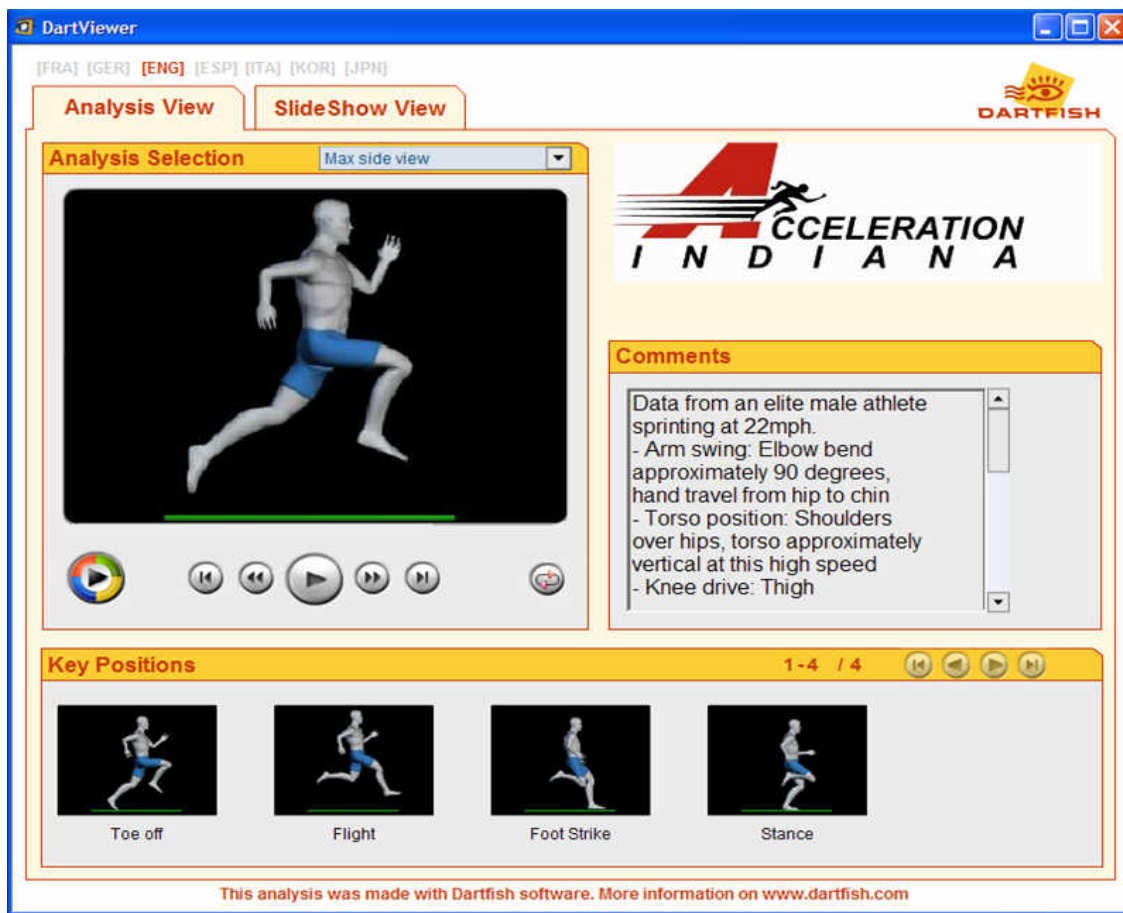 DartViewer
[FRA] [GER] [ENG] [ESP] [ITA] [KOR] [JPN]
Analysis View
SlideShow View
DARTFISH
Analysis Selection
Max side view
ACCELERATION
INDIANA
Comments
Data from an elite male athlete
sprinting at 22mph.
- Arm swing: Elbow bend
approximately 90 degrees,
hand travel from hip to chin
- Torso position: Shoulders
over hips, torso approximately
vertical at this high speed
- Knee drive: Thigh
Key Positions
1-4 / 4
Toe off
Flight
Foot Strike
Stance
This analysis was made with Dartfish software. More information on www.dartfish.com